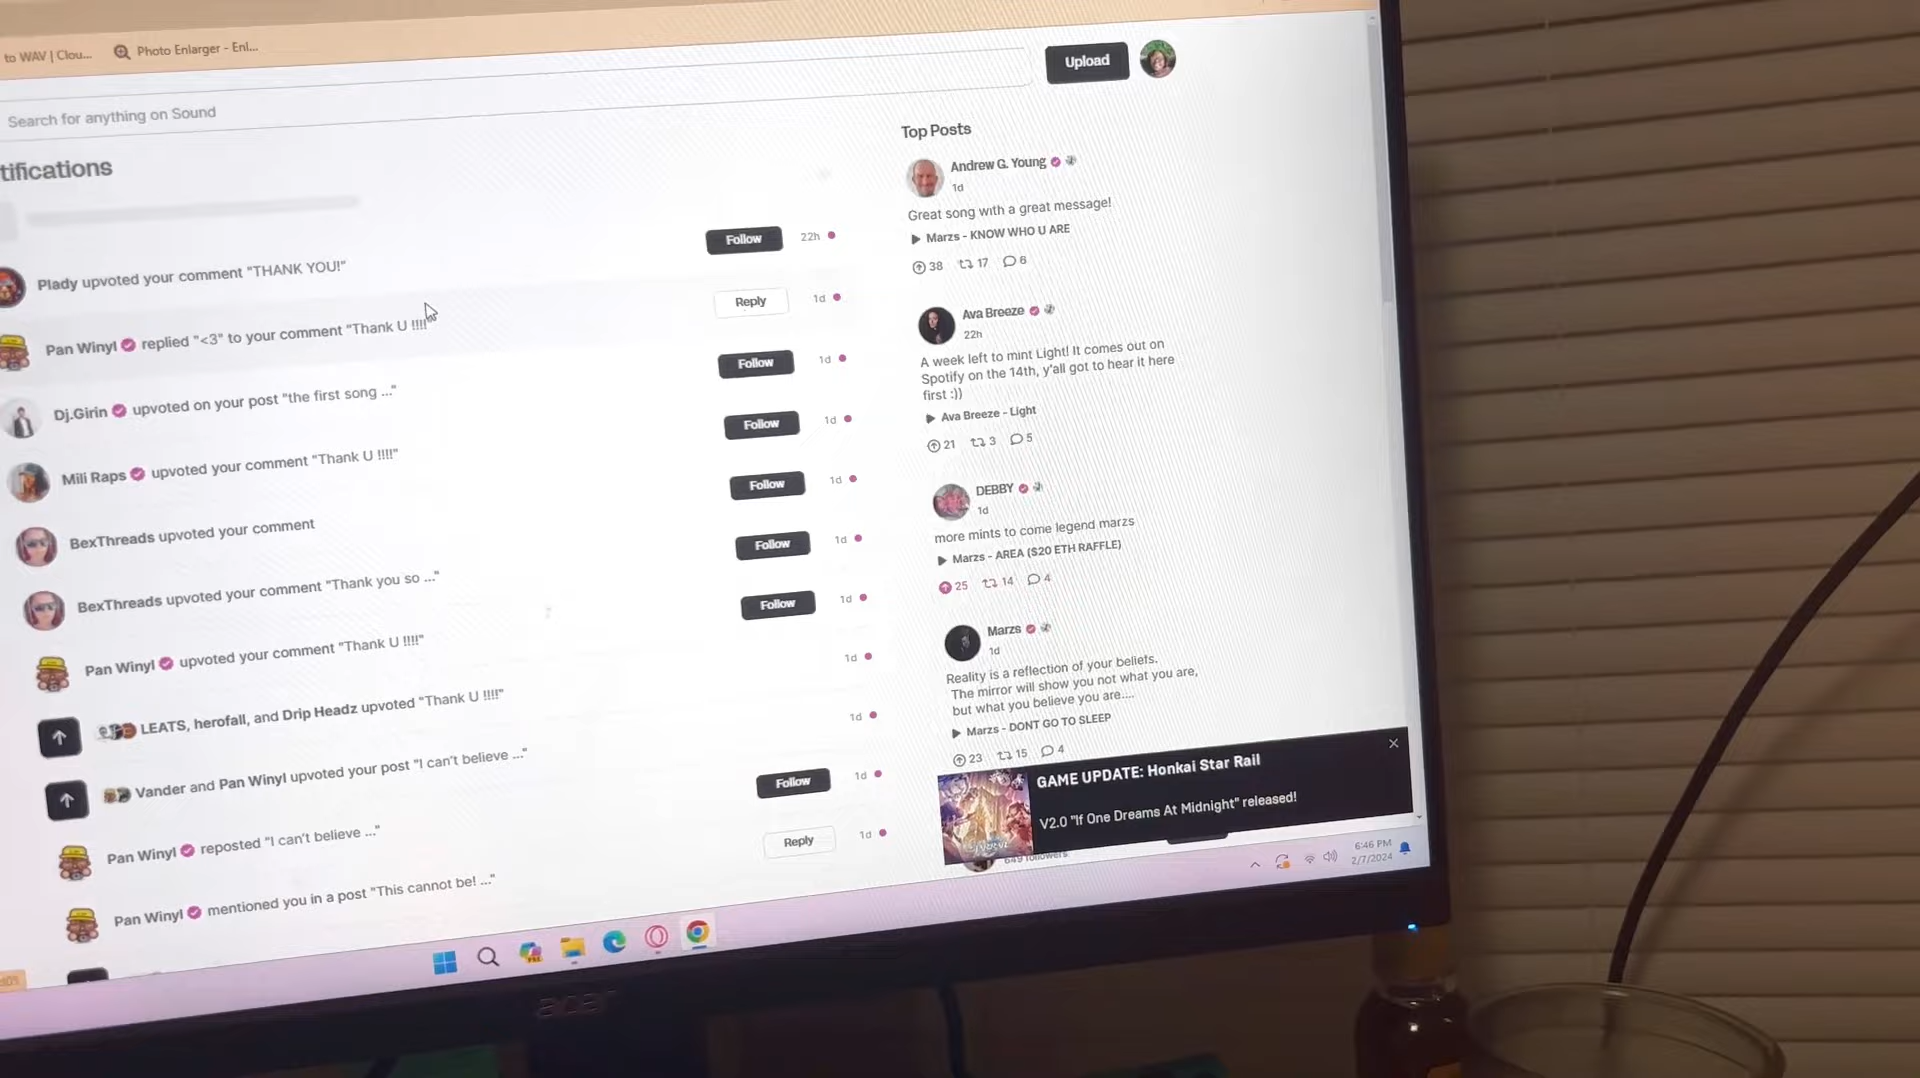 to WAV | Clou...
Photo Enlarger - Enl...
Search for anything on Sound
Upload
tifications
Plady upvoted your comment "THANK YOU!"
Follow
22h
Pan Winyl replied "<3" to your comment "Thank U !!!!"
Reply
1d
Dj.Girin upvoted on your post "the first song ..."
Follow
1d
Mili Raps upvoted your comment "Thank U !!!!"
Follow
1d
BexThreads upvoted your comment
Follow
1d
BexThreads upvoted your comment "Thank you so ..."
Follow
1d
Pan Winyl upvoted your comment "Thank U !!!!"
Follow
1d
LEATS, herofall, and Drip Headz upvoted "Thank U !!!!"
1d
Vander and Pan Winyl upvoted your post "I can't believe ..."
1d
Pan Winyl reposted "I can't believe ..."
Follow
1d
Pan Winyl mentioned you in a post "This cannot be! ..."
Reply
1d
Top Posts
Andrew G. Young
1d
Great song with a great message!
Marzs - KNOW WHO U ARE
38 17 6
Ava Breeze
22h
A week left to mint Light! It comes out on
Spotify on the 14th, y'all got to hear it here
first :))
Ava Breeze - Light
21 3 5
DEBBY
1d
more mints to come legend marzs
Marzs - AREA ($20 ETH RAFFLE)
25 14 4
Marzs
1d
Reality is a reflection of your beliefs.
The mirror will show you not what you are,
but what you believe you are....
Marzs - DONT GO TO SLEEP
23 15 4
GAME UPDATE: Honkai Star Rail
V2.0 "If One Dreams At Midnight" released!
649 followers
6:46 PM
2/7/2024
acer